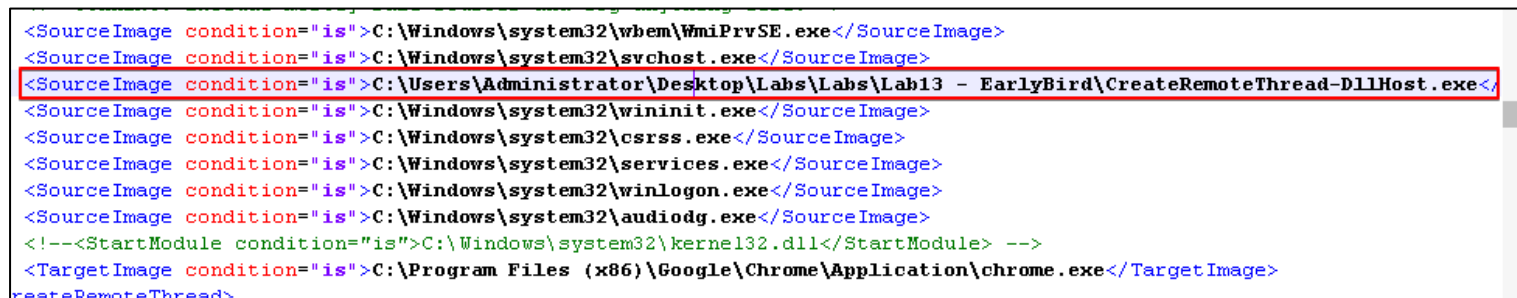 <SourceImage condition="is">C:\Windows\system32\wbem\WmiPrvSE.exe</SourceImage>
<SourceImage condition="is">C:\Windows\system32\svchost.exe</SourceImage>
<SourceImage condition="is">C:\Users\Administrator\Desktop\Labs\Labs\Lab13 - EarlyBird\CreateRemoteThread-DllHost.exe</
<SourceImage condition="is">C:\Windows\system32\wininit.exe</SourceImage>
<SourceImage condition="is">C:\Windows\system32\csrss.exe</SourceImage>
<SourceImage condition="is">C:\Windows\system32\services.exe</SourceImage>
<SourceImage condition="is">C:\Windows\system32\winlogon.exe</SourceImage>
<SourceImage condition="is">C:\Windows\system32\audiodg.exe</SourceImage>
<!--<StartModule condition="is">C:\Windows\system32\kernel32.dll</StartModule> -->
<TargetImage condition="is">C:\Program Files (x86)\Google\Chrome\Application\chrome.exe</TargetImage>
reateRemoteThread>